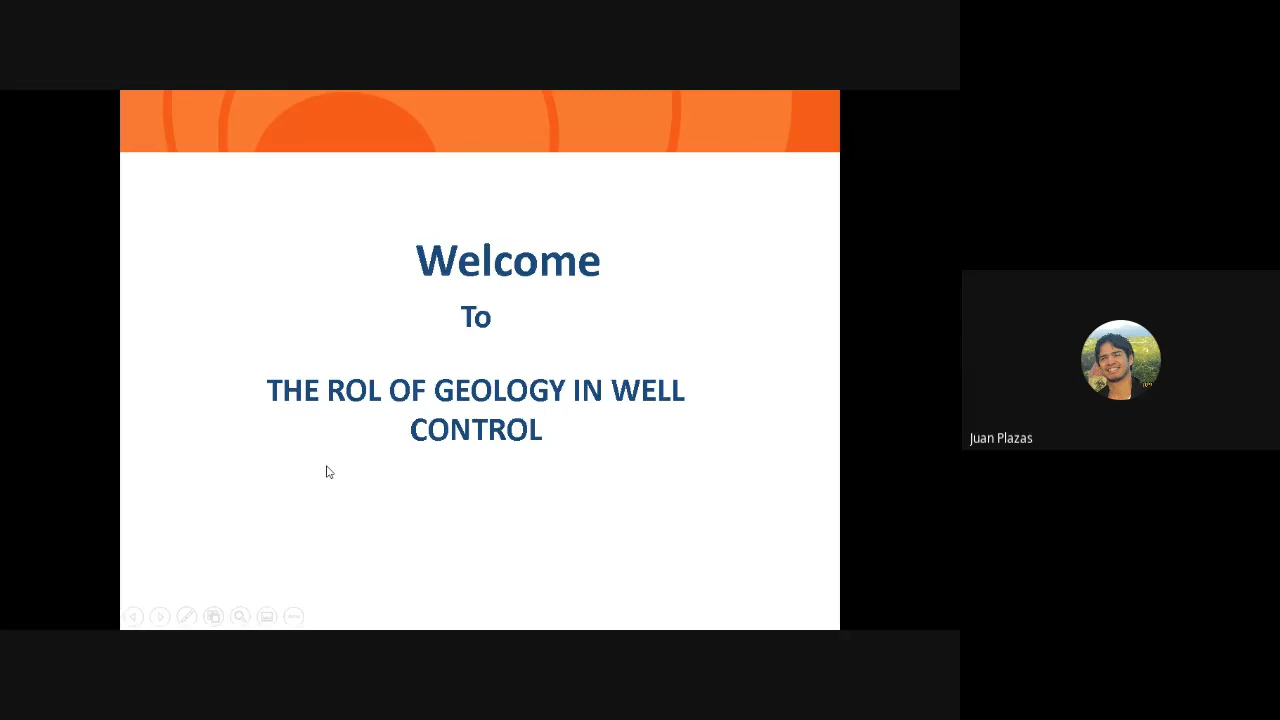 Welcome
To
THE ROL OF GEOLOGY IN WELL
CONTROL
Juan Plazas